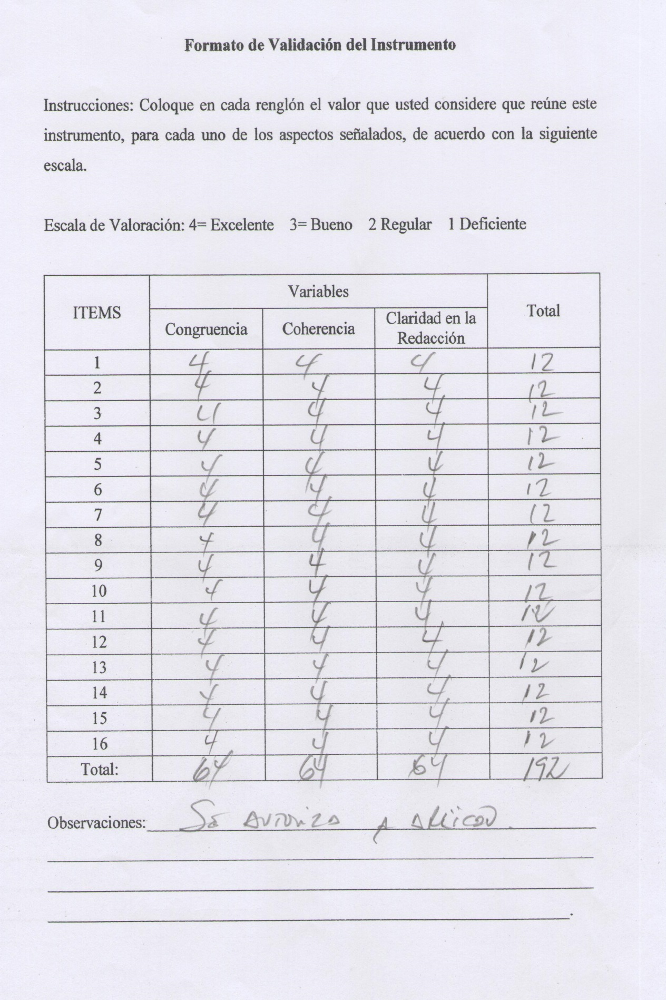 Formato de Validación del Instrumento
Instrucciones: Coloque en cada renglón el valor que usted considere que reúne este
instrumento, para cada uno de los aspectos señalados, de acuerdo con la siguiente
escala.
Escala de Valoración: 4= Excelente 3= Bueno 2 Regular 1 Deficiente
ITEMS Variables Total
Congruencia Coherencia Claridad en la
Redacción
1 4 4 4 12
2 4 4 4 12
3 4 4 4 12
4 4 4 4 12
5 4 4 4 12
6 4 4 4 12
7 4 4 4 12
8 4 4 4 12
9 4 4 4 12
10 4 4 4 12
11 4 4 4 12
12 4 4 4 12
13 4 4 4 12
14 4 4 4 12
15 4 4 4 12
16 4 4 4 12
Total: 64 64 64 192
Observaciones: Se AUTORIZA A